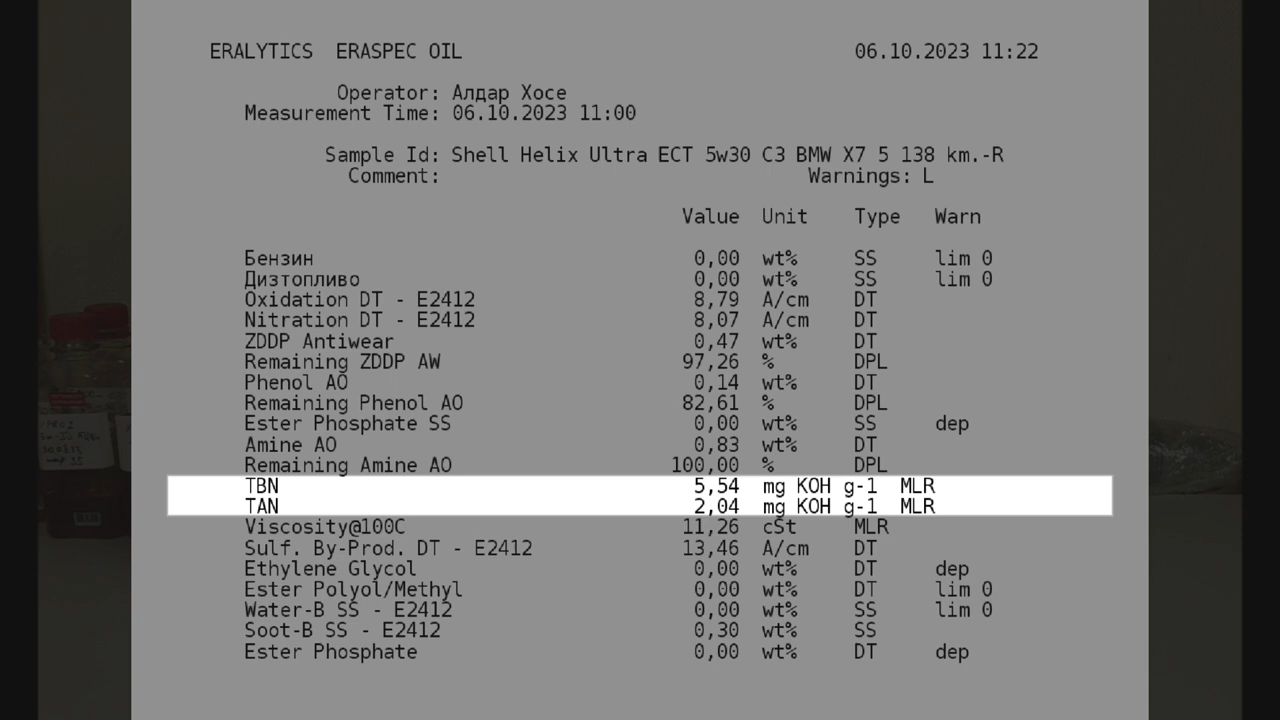 ERALYTICS ERASPEC OIL 06.10.2023 11:22
Operator: Алдар Хосе
Measurement Time: 06.10.2023 11:00
Sample Id: Shell Helix Ultra ECT 5w30 C3 BMW X7 5 138 km.-R
Comment: Warnings: L
Value Unit Type Warn
Бензин 0,00 wt% SS lim 0
Дизтопливо 0,00 wt% SS lim 0
Oxidation DT - E2412 8,79 A/cm DT
Nitration DT - E2412 8,07 A/cm DT
ZDDP Antiwear 0,47 wt% DT
Remaining ZDDP AW 97,26 % DPL
Phenol AO 0,14 wt% DT
Remaining Phenol AO 82,61 % DPL
Ester Phosphate SS 0,00 wt% SS dep
Amine AO 0,83 wt% DT
Remaining Amine AO 100,00 % DPL
TBN 5,54 mg KOH g-1 MLR
TAN 2,04 mg KOH g-1 MLR
Viscosity@100C 11,26 cSt MLR
Sulf. By-Prod. DT - E2412 13,46 A/cm DT
Ethylene Glycol 0,00 wt% DT dep
Ester Polyol/Methyl 0,00 wt% DT lim 0
Water-B SS - E2412 0,00 wt% SS lim 0
Soot-B SS - E2412 0,30 wt% SS
Ester Phosphate 0,00 wt% DT dep